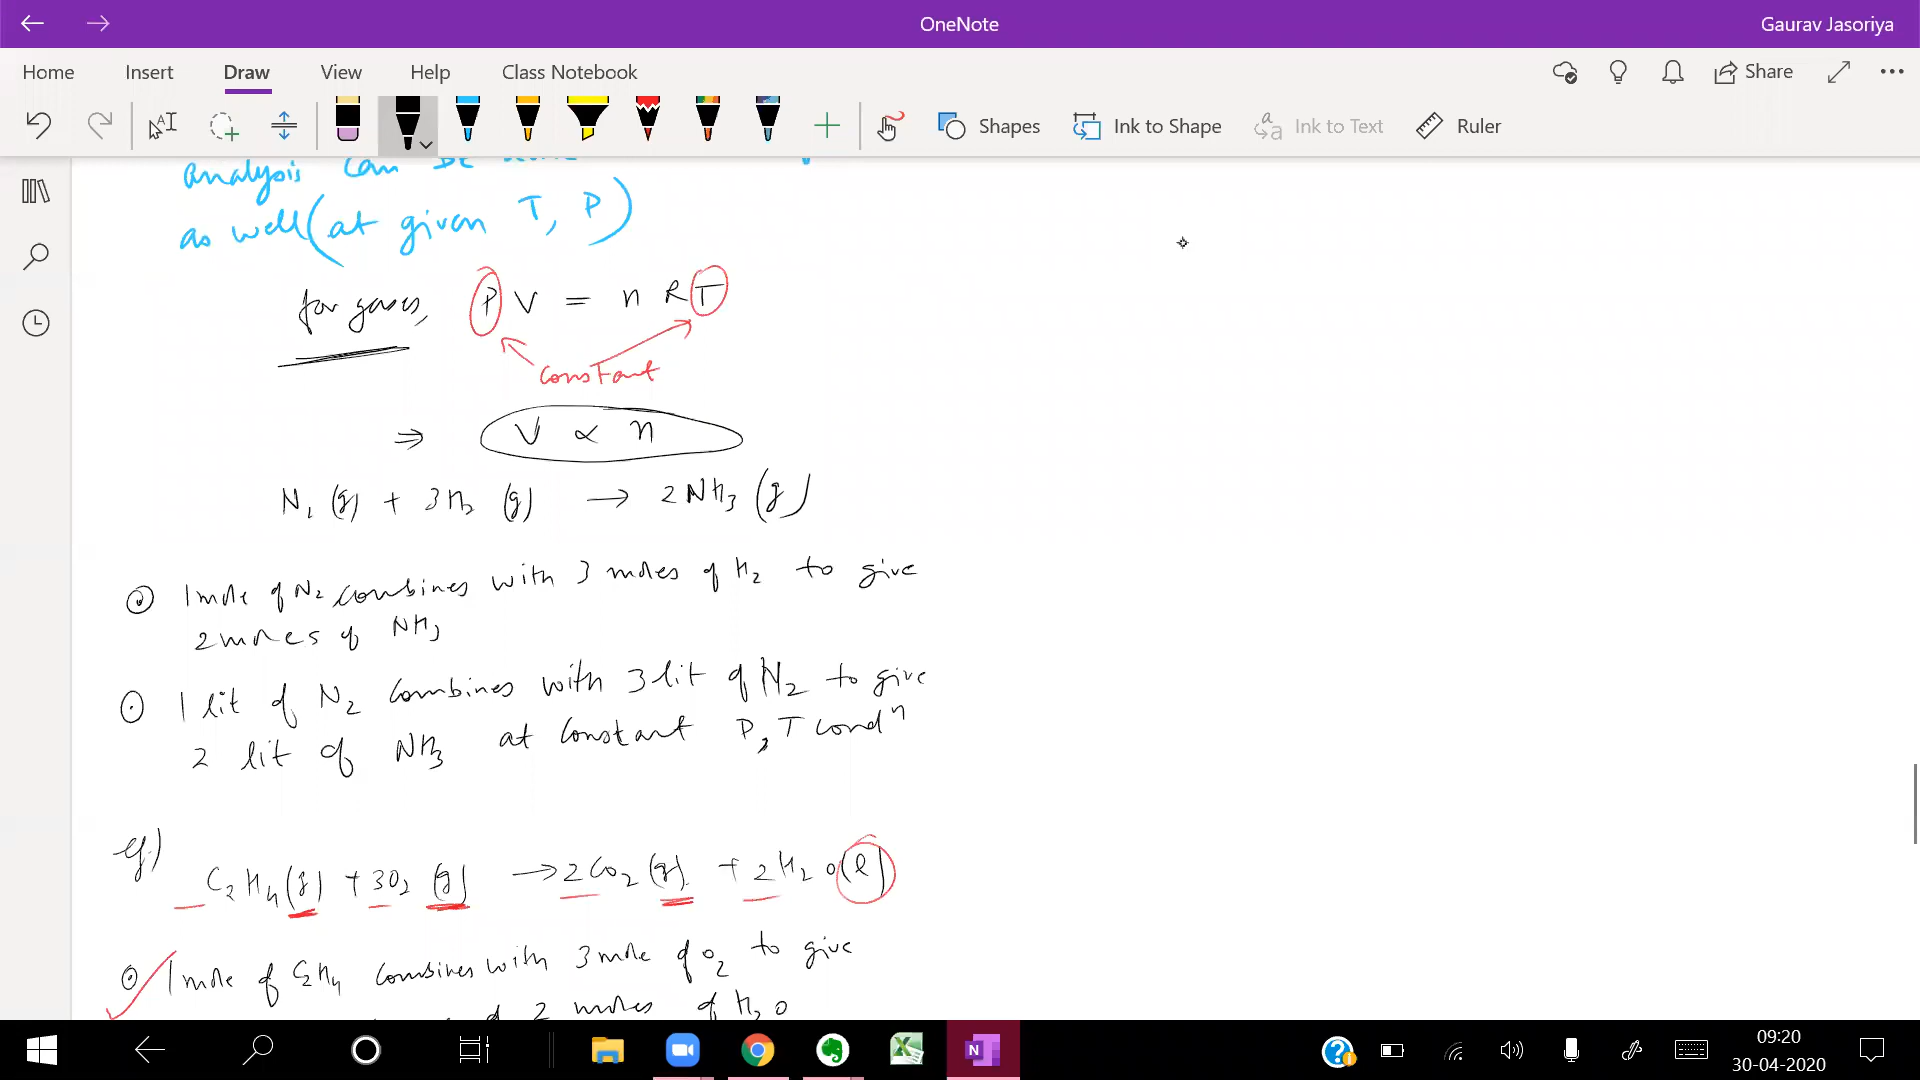 OneNote
Gaurav Jasoriya
Home Insert Draw View Help Class Notebook
Share
Shapes Ink to Shape Ink to Text Ruler
analysis can be
as well (at given T, P)
for gases, PV = nRT
constant
⇒ V ∝ n
N2 (g) + 3H2 (g) → 2NH3 (g)
1 mole of N2 combines with 3 moles of H2 to give
2 moles of NH3
1 lit of N2 combines with 3 lit of H2 to give
2 lit of NH3 at constant P, T condn
eg.)
C2H4 (g) + 3O2 (g) → 2CO2 (g) + 2H2O (l)
1 mole of C2H4 combines with 3 mole of O2 to give
2 moles of H2O
09:20
30-04-2020